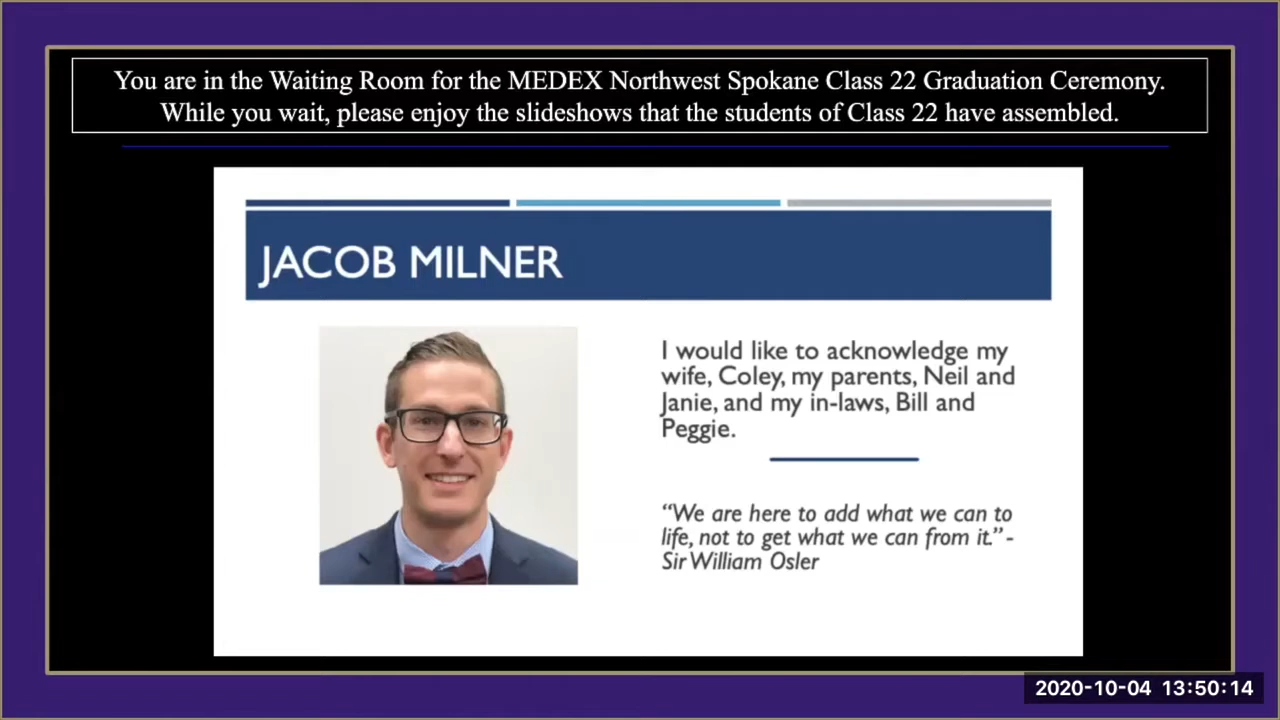 You are in the Waiting Room for the MEDEX Northwest Spokane Class 22 Graduation Ceremony.
While you wait, please enjoy the slideshows that the students of Class 22 have assembled.
JACOB MILNER
I would like to acknowledge my
wife, Coley, my parents, Neil and
Janie, and my in-laws, Bill and
Peggie.
“We are here to add what we can to
life, not to get what we can from it.” -
Sir William Osler
2020-10-04 13:50:14